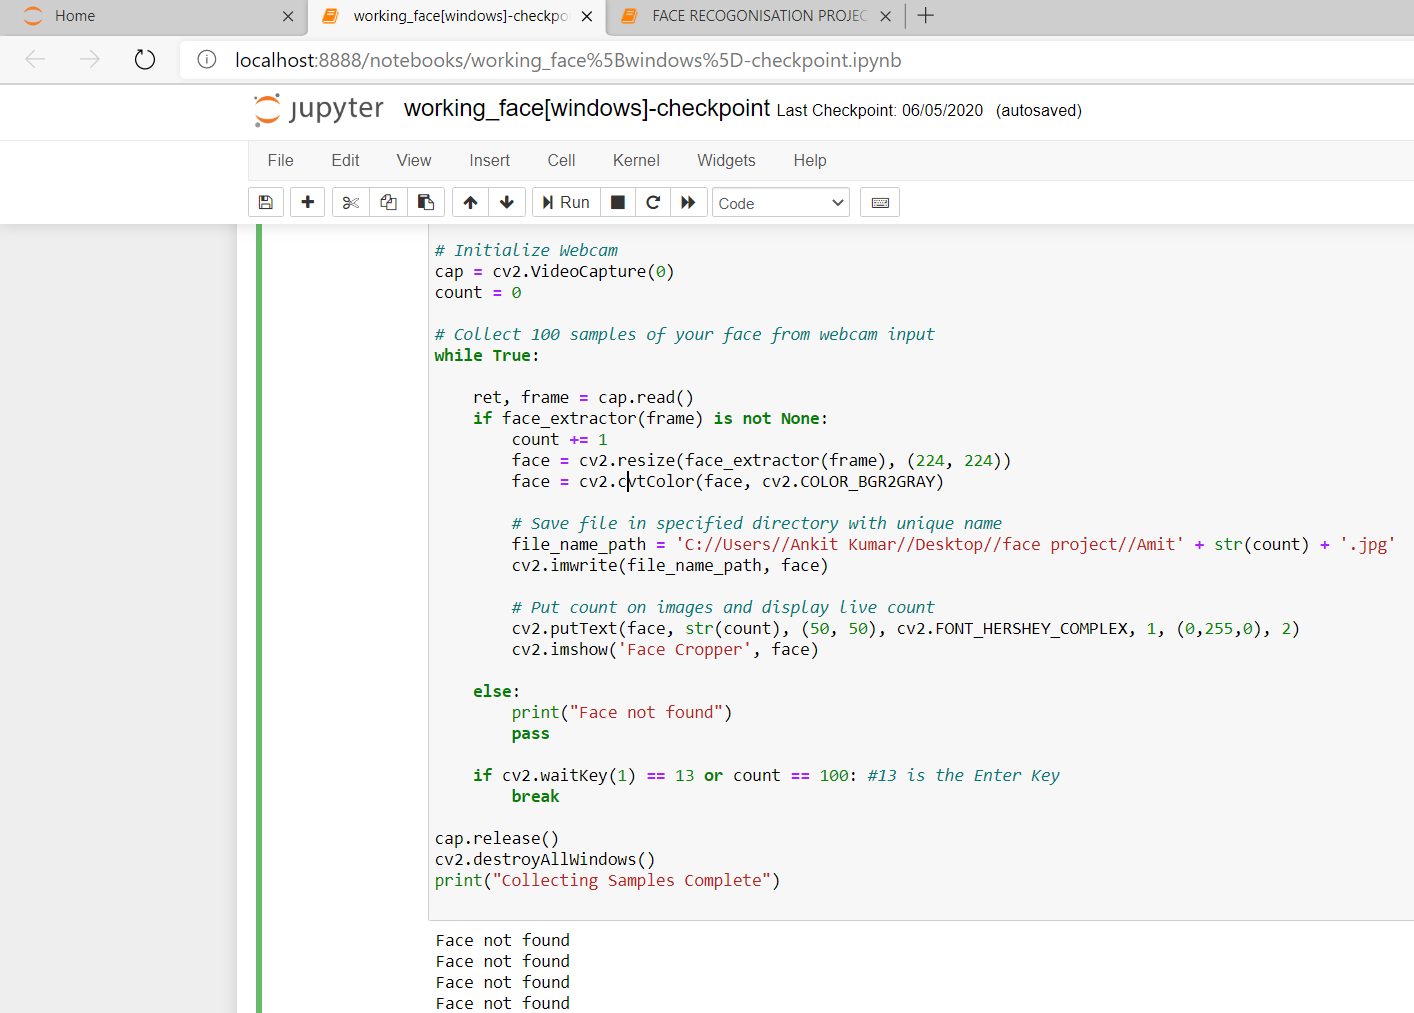 Home
working_face[windows]-checkpo
FACE RECOGONISATION PROJEC
localhost:8888/notebooks/working_face%5Bwindows%5D-checkpoint.ipynb
jupyter working_face[windows]-checkpoint Last Checkpoint: 06/05/2020 (autosaved)
File Edit View Insert Cell Kernel Widgets Help
Run Code
# Initialize Webcam
cap = cv2.VideoCapture(0)
count = 0
# Collect 100 samples of your face from webcam input
while True:
ret, frame = cap.read()
if face_extractor(frame) is not None:
count += 1
face = cv2.resize(face_extractor(frame), (224, 224))
face = cv2.cvtColor(face, cv2.COLOR_BGR2GRAY)
# Save file in specified directory with unique name
file_name_path = 'C://Users//Ankit Kumar//Desktop//face project//Amit' + str(count) + '.jpg'
cv2.imwrite(file_name_path, face)
# Put count on images and display live count
cv2.putText(face, str(count), (50, 50), cv2.FONT_HERSHEY_COMPLEX, 1, (0,255,0), 2)
cv2.imshow('Face Cropper', face)
else:
print("Face not found")
pass
if cv2.waitKey(1) == 13 or count == 100: #13 is the Enter Key
break
cap.release()
cv2.destroyAllWindows()
print("Collecting Samples Complete")
Face not found
Face not found
Face not found
Face not found